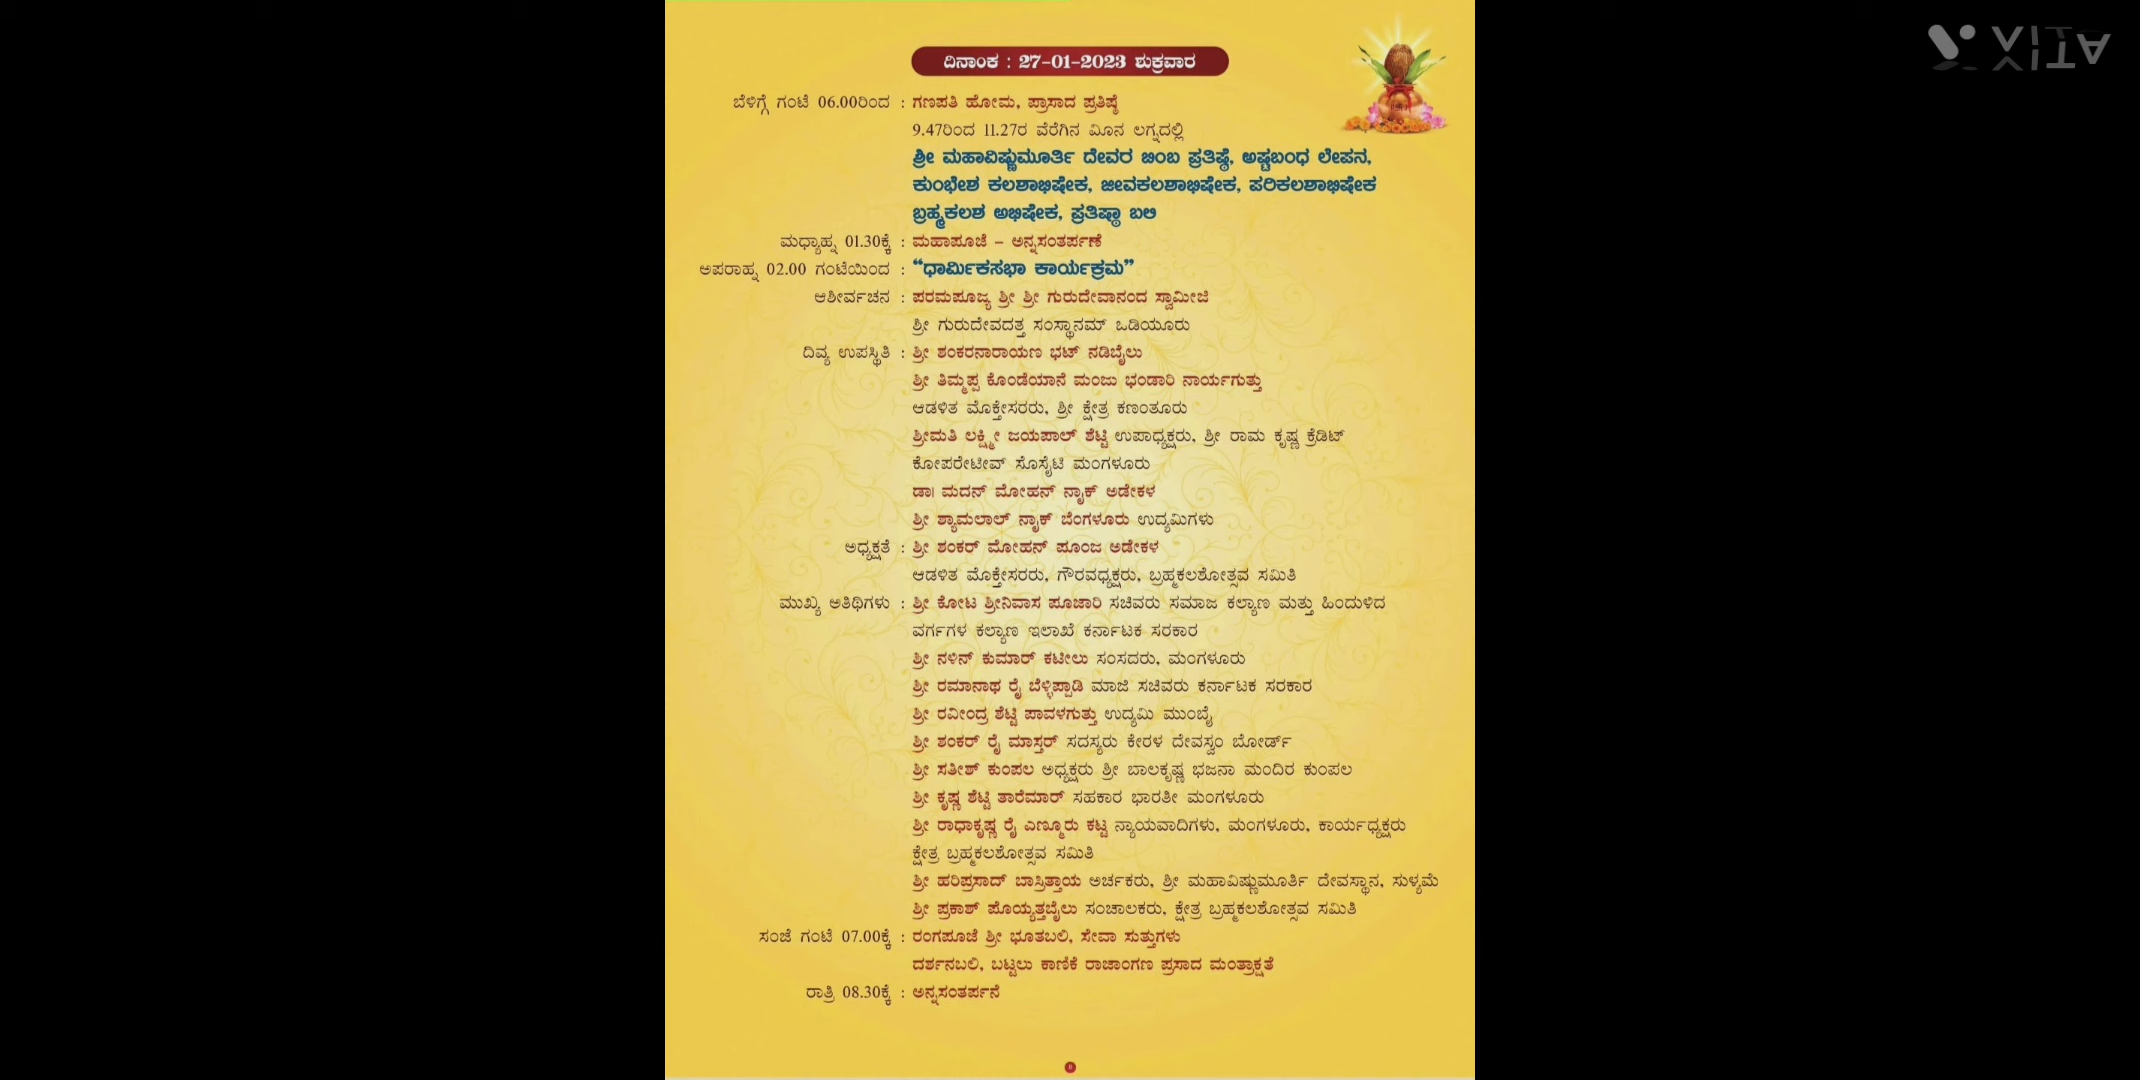 VITA
ದಿನಾಂಕ : 27-01-2023 ಶುಕ್ರವಾರ
ಬೆಳಿಗ್ಗೆ ಗಂಟೆ 06.00ರಿಂದ : ಗಣಪತಿ ಹೋಮ, ಪ್ರಾಸಾದ ಪ್ರತಿಷ್ಠೆ
9.47ರಿಂದ 11.27ರ ವೆರೆಗಿನ ಮೀನ ಲಗ್ನದಲ್ಲಿ
ಶ್ರೀ ಮಹಾವಿಷ್ಣುಮೂರ್ತಿ ದೇವರ ಬಿಂಬ ಪ್ರತಿಷ್ಠೆ, ಅಷ್ಟಬಂಧ ಲೇಪನ,
ಕುಂಭೇಶ ಕಲಶಾಭಿಷೇಕ, ಜೀವಕಲಶಾಭಿಷೇಕ, ಪರಿಕಲಶಾಭಿಷೇಕ
ಬ್ರಹ್ಮಕಲಶ ಅಭಿಷೇಕ, ಪ್ರತಿಷ್ಠಾ ಬಲಿ
ಮಧ್ಯಾಹ್ನ 01.30ಕ್ಕೆ : ಮಹಾಪೂಜೆ – ಅನ್ನಸಂತರ್ಪಣೆ
ಅಪರಾಹ್ನ 02.00 ಗಂಟೆಯಿಂದ : “ಧಾರ್ಮಿಕಸಭಾ ಕಾರ್ಯಕ್ರಮ”
ಆಶೀರ್ವಚನ : ಪರಮಪೂಜ್ಯ ಶ್ರೀ ಶ್ರೀ ಗುರುದೇವಾನಂದ ಸ್ವಾಮೀಜಿ
ಶ್ರೀ ಗುರುದೇವದತ್ತ ಸಂಸ್ಥಾನಮ್ ಒಡಿಯೂರು
ದಿವ್ಯ ಉಪಸ್ಥಿತಿ : ಶ್ರೀ ಶಂಕರನಾರಾಯಣ ಭಟ್ ನಡಿಬೈಲು
ಶ್ರೀ ತಿಮ್ಮಪ್ಪ ಕೊಂಡೆಯಾನೆ ಮಂಜು ಭಂಡಾರಿ ನಾರ್ಯಗುತ್ತು
ಆಡಳಿತ ಮೊಕ್ತೇಸರರು, ಶ್ರೀ ಕ್ಷೇತ್ರ ಕಣಂತೂರು
ಶ್ರೀಮತಿ ಲಕ್ಷ್ಮೀ ಜಯಪಾಲ್ ಶೆಟ್ಟಿ ಉಪಾಧ್ಯಕ್ಷರು, ಶ್ರೀ ರಾಮ ಕೃಷ್ಣ ಕ್ರೆಡಿಟ್
ಕೋಪರೇಟೀವ್ ಸೊಸೈಟಿ ಮಂಗಳೂರು
ಡಾ। ಮದನ್ ಮೋಹನ್ ನ್ಯಾಕ್ ಅಡೇಕಳ
ಶ್ರೀ ಶ್ಯಾಮಲಾಲ್ ನ್ಯಾಕ್ ಬೆಂಗಳೂರು ಉದ್ಯಮಿಗಳು
ಅಧ್ಯಕ್ಷತೆ : ಶ್ರೀ ಶಂಕರ್ ಮೋಹನ್ ಪೂಂಜ ಅಡೇಕಳ
ಆಡಳಿತ ಮೊಕ್ತೇಸರರು, ಗೌರವಧ್ಯಕ್ಷರು, ಬ್ರಹ್ಮಕಲಶೋತ್ಸವ ಸಮಿತಿ
ಮುಖ್ಯ ಅತಿಥಿಗಳು : ಶ್ರೀ ಕೋಟ ಶ್ರೀನಿವಾಸ ಪೂಜಾರಿ ಸಚಿವರು ಸಮಾಜ ಕಲ್ಯಾಣ ಮತ್ತು ಹಿಂದುಳಿದ
ವರ್ಗಗಳ ಕಲ್ಯಾಣ ಇಲಾಖೆ ಕರ್ನಾಟಕ ಸರಕಾರ
ಶ್ರೀ ನಳಿನ್ ಕುಮಾರ್ ಕಟೀಲು ಸಂಸದರು, ಮಂಗಳೂರು
ಶ್ರೀ ರಮಾನಾಥ ರೈ ಬೆಳ್ಳಿಪ್ಪಾಡಿ ಮಾಜಿ ಸಚಿವರು ಕರ್ನಾಟಕ ಸರಕಾರ
ಶ್ರೀ ರವೀಂದ್ರ ಶೆಟ್ಟಿ ಪಾವಳಗುತ್ತು ಉದ್ಯಮಿ ಮುಂಬೈ
ಶ್ರೀ ಶಂಕರ್ ರೈ ಮಾಸ್ತರ್ ಸದಸ್ಯರು ಕೇರಳ ದೇವಸ್ವಂ ಬೋರ್ಡ್
ಶ್ರೀ ಸತೀಶ್ ಕುಂಪಲ ಅಧ್ಯಕ್ಷರು ಶ್ರೀ ಬಾಲಕೃಷ್ಣ ಭಜನಾ ಮಂದಿರ ಕುಂಪಲ
ಶ್ರೀ ಕೃಷ್ಣ ಶೆಟ್ಟಿ ತಾರೆಮಾರ್ ಸಹಕಾರ ಭಾರತೀ ಮಂಗಳೂರು
ಶ್ರೀ ರಾಧಾಕೃಷ್ಣ ರೈ ಎಣ್ಮೂರು ಕಟ್ಟ ನ್ಯಾಯವಾದಿಗಳು, ಮಂಗಳೂರು, ಕಾರ್ಯಧ್ಯಕ್ಷರು
ಕ್ಷೇತ್ರ ಬ್ರಹ್ಮಕಲಶೋತ್ಸವ ಸಮಿತಿ
ಶ್ರೀ ಹರಿಪ್ರಸಾದ್ ಬಾಸ್ರಿತ್ತಾಯ ಅರ್ಚಕರು, ಶ್ರೀ ಮಹಾವಿಷ್ಣುಮೂರ್ತಿ ದೇವಸ್ಥಾನ, ಸುಳ್ಯಮೆ
ಶ್ರೀ ಪ್ರಕಾಶ್ ಪೊಯ್ಯತ್ತಬೈಲು ಸಂಚಾಲಕರು, ಕ್ಷೇತ್ರ ಬ್ರಹ್ಮಕಲಶೋತ್ಸವ ಸಮಿತಿ
ಸಂಜೆ ಗಂಟೆ 07.00ಕ್ಕೆ : ರಂಗಪೂಜೆ ಶ್ರೀ ಭೂತಬಲಿ, ಸೇವಾ ಸುತ್ತುಗಳು
ದರ್ಶನಬಲಿ, ಬಟ್ಟಲು ಕಾಣಿಕೆ ರಾಜಾಂಗಣ ಪ್ರಸಾದ ಮಂತ್ರಾಕ್ಷತೆ
ರಾತ್ರಿ 08.30ಕ್ಕೆ : ಅನ್ನಸಂತರ್ಪನೆ